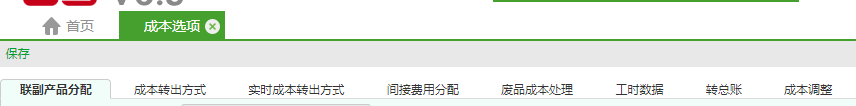 首页 成本选项
保存
联副产品分配 成本转出方式 实时成本转出方式 间接费用分配 废品成本处理 工时数据 转总账 成本调整